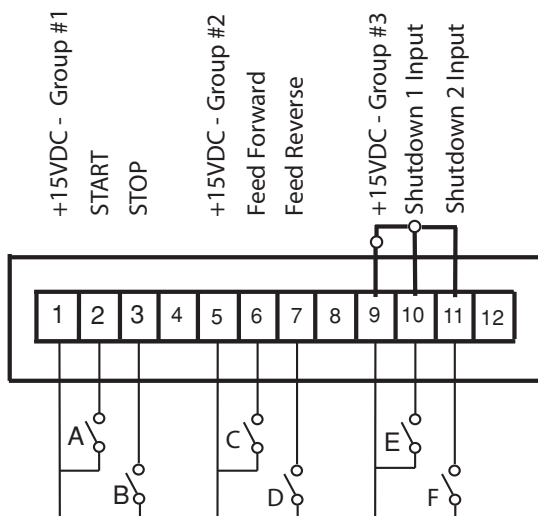 +15VDC - Group #1
START
STOP
+15VDC - Group #2
Feed Forward
Feed Reverse
+15VDC - Group #3
Shutdown 1 Input
Shutdown 2 Input
1 2 3 4 5 6 7 8 9 10 11 12
A C E
B D F